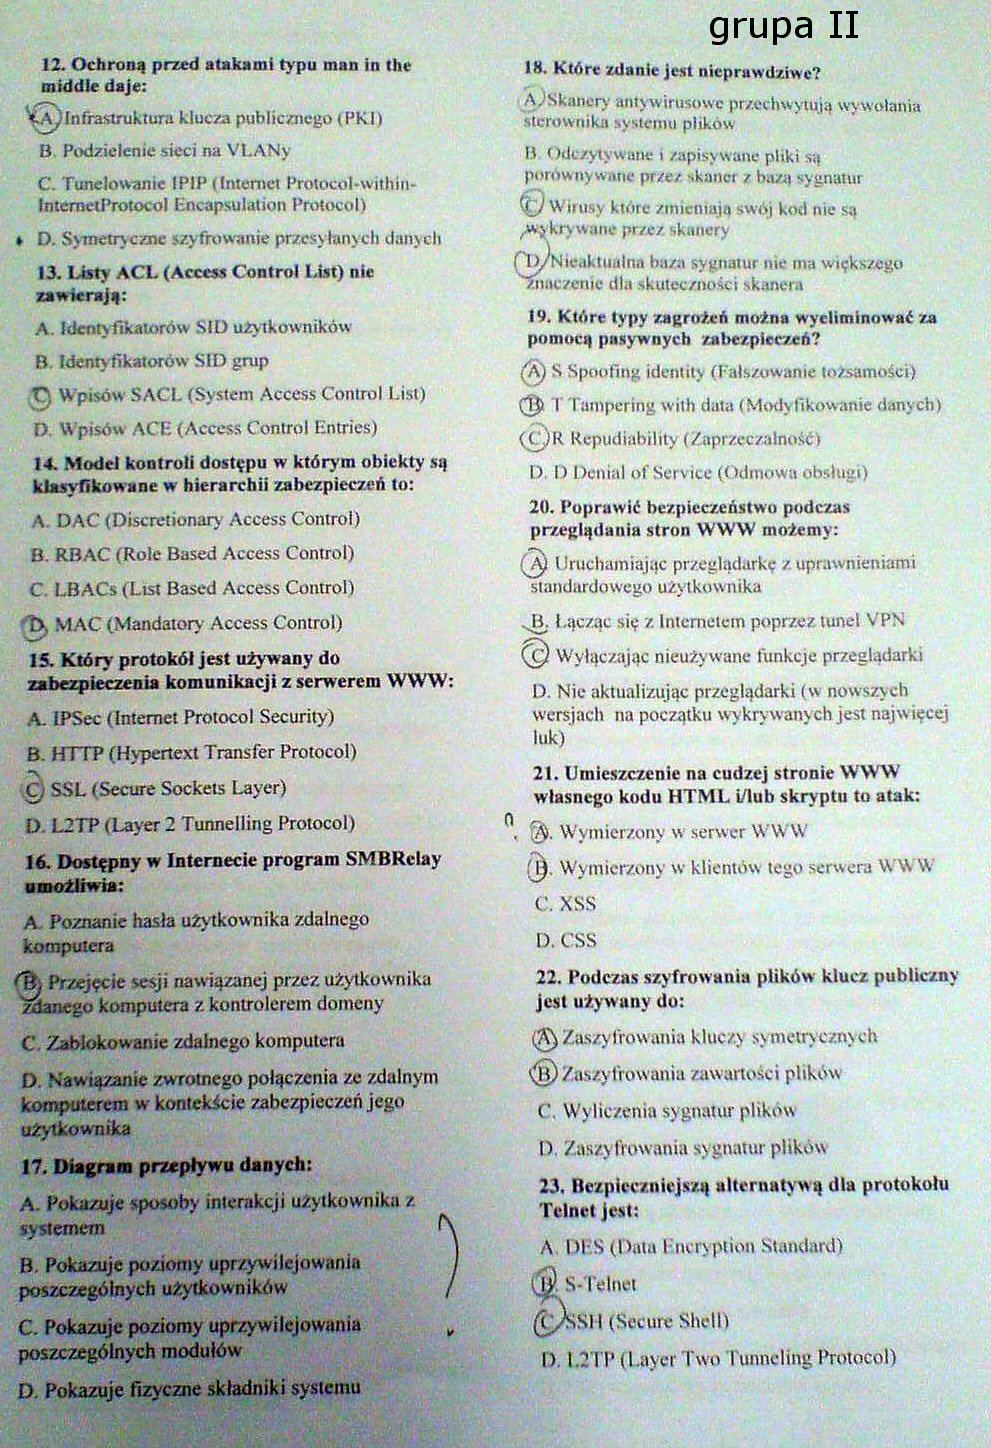 grupa II
12. Ochroną przed atakami typu man in the
middle daje:
A. Infrastruktura klucza publicznego (PKI)
B. Podzielenie sieci na VLANy
C. Tunelowanie IPIP (Internet Protocol-within-
InternetProtocol Encapsulation Protocol)
D. Symetryczne szyfrowanie przesyłanych danych
13. Listy ACL (Access Control List) nie
zawierają:
A. Identyfikatorów SID użytkowników
B. Identyfikatorów SID grup
C. Wpisów SACL (System Access Control List)
D. Wpisów ACE (Access Control Entries)
14. Model kontroli dostępu w którym obiekty są
klasyfikowane w hierarchii zabezpieczeń to:
A. DAC (Discretionary Access Control)
B. RBAC (Role Based Access Control)
C. LBACs (List Based Access Control)
D. MAC (Mandatory Access Control)
15. Który protokół jest używany do
zabezpieczenia komunikacji z serwerem WWW:
A. IPSec (Internet Protocol Security)
B. HTTP (Hypertext Transfer Protocol)
C. SSL (Secure Sockets Layer)
D. L2TP (Layer 2 Tunnelling Protocol)
16. Dostępny w Internecie program SMBRelay
umożliwia:
A. Poznanie hasła użytkownika zdalnego
komputera
B. Przejęcie sesji nawiązanej przez użytkownika
zdanego komputera z kontrolerem domeny
C. Zablokowanie zdalnego komputera
D. Nawiązanie zwrotnego połączenia ze zdalnym
komputerem w kontekście zabezpieczeń jego
użytkownika
17. Diagram przepływu danych:
A. Pokazuje sposoby interakcji użytkownika z
systemem
B. Pokazuje poziomy uprzywilejowania
poszczególnych użytkowników
C. Pokazuje poziomy uprzywilejowania
poszczególnych modułów
D. Pokazuje fizyczne składniki systemu
18. Które zdanie jest nieprawdziwe?
A. Skanery antywirusowe przechwytują wywołania
sterownika systemu plików
B. Odczytywane i zapisywane pliki są
porównywane przez skaner z bazą sygnatur
C. Wirusy które zmieniają swój kod nie są
wykrywane przez skanery
D. Nieaktualna baza sygnatur nie ma większego
znaczenie dla skuteczności skanera
19. Które typy zagrożeń można wyeliminować za
pomocą pasywnych zabezpieczeń?
A. S Spoofing identity (Fałszowanie tożsamości)
B. T Tampering with data (Modyfikowanie danych)
C. R Repudiability (Zaprzeczalność)
D. D Denial of Service (Odmowa obsługi)
20. Poprawić bezpieczeństwo podczas
przeglądania stron WWW możemy:
A. Uruchamiając przeglądarkę z uprawnieniami
standardowego użytkownika
B. Łącząc się z Internetem poprzez tunel VPN
C. Wyłączając nieużywane funkcje przeglądarki
D. Nie aktualizując przeglądarki (w nowszych
wersjach na początku wykrywanych jest najwięcej
luk)
21. Umieszczenie na cudzej stronie WWW
własnego kodu HTML i/lub skryptu to atak:
A. Wymierzony w serwer WWW
B. Wymierzony w klientów tego serwera WWW
C. XSS
D. CSS
22. Podczas szyfrowania plików klucz publiczny
jest używany do:
A. Zaszyfrowania kluczy symetrycznych
B. Zaszyfrowania zawartości plików
C. Wyliczenia sygnatur plików
D. Zaszyfrowania sygnatur plików
23. Bezpieczniejszą alternatywą dla protokołu
Telnet jest:
A. DES (Data Encryption Standard)
B. S-Telnet
C. SSH (Secure Shell)
D. L2TP (Layer Two Tunneling Protocol)